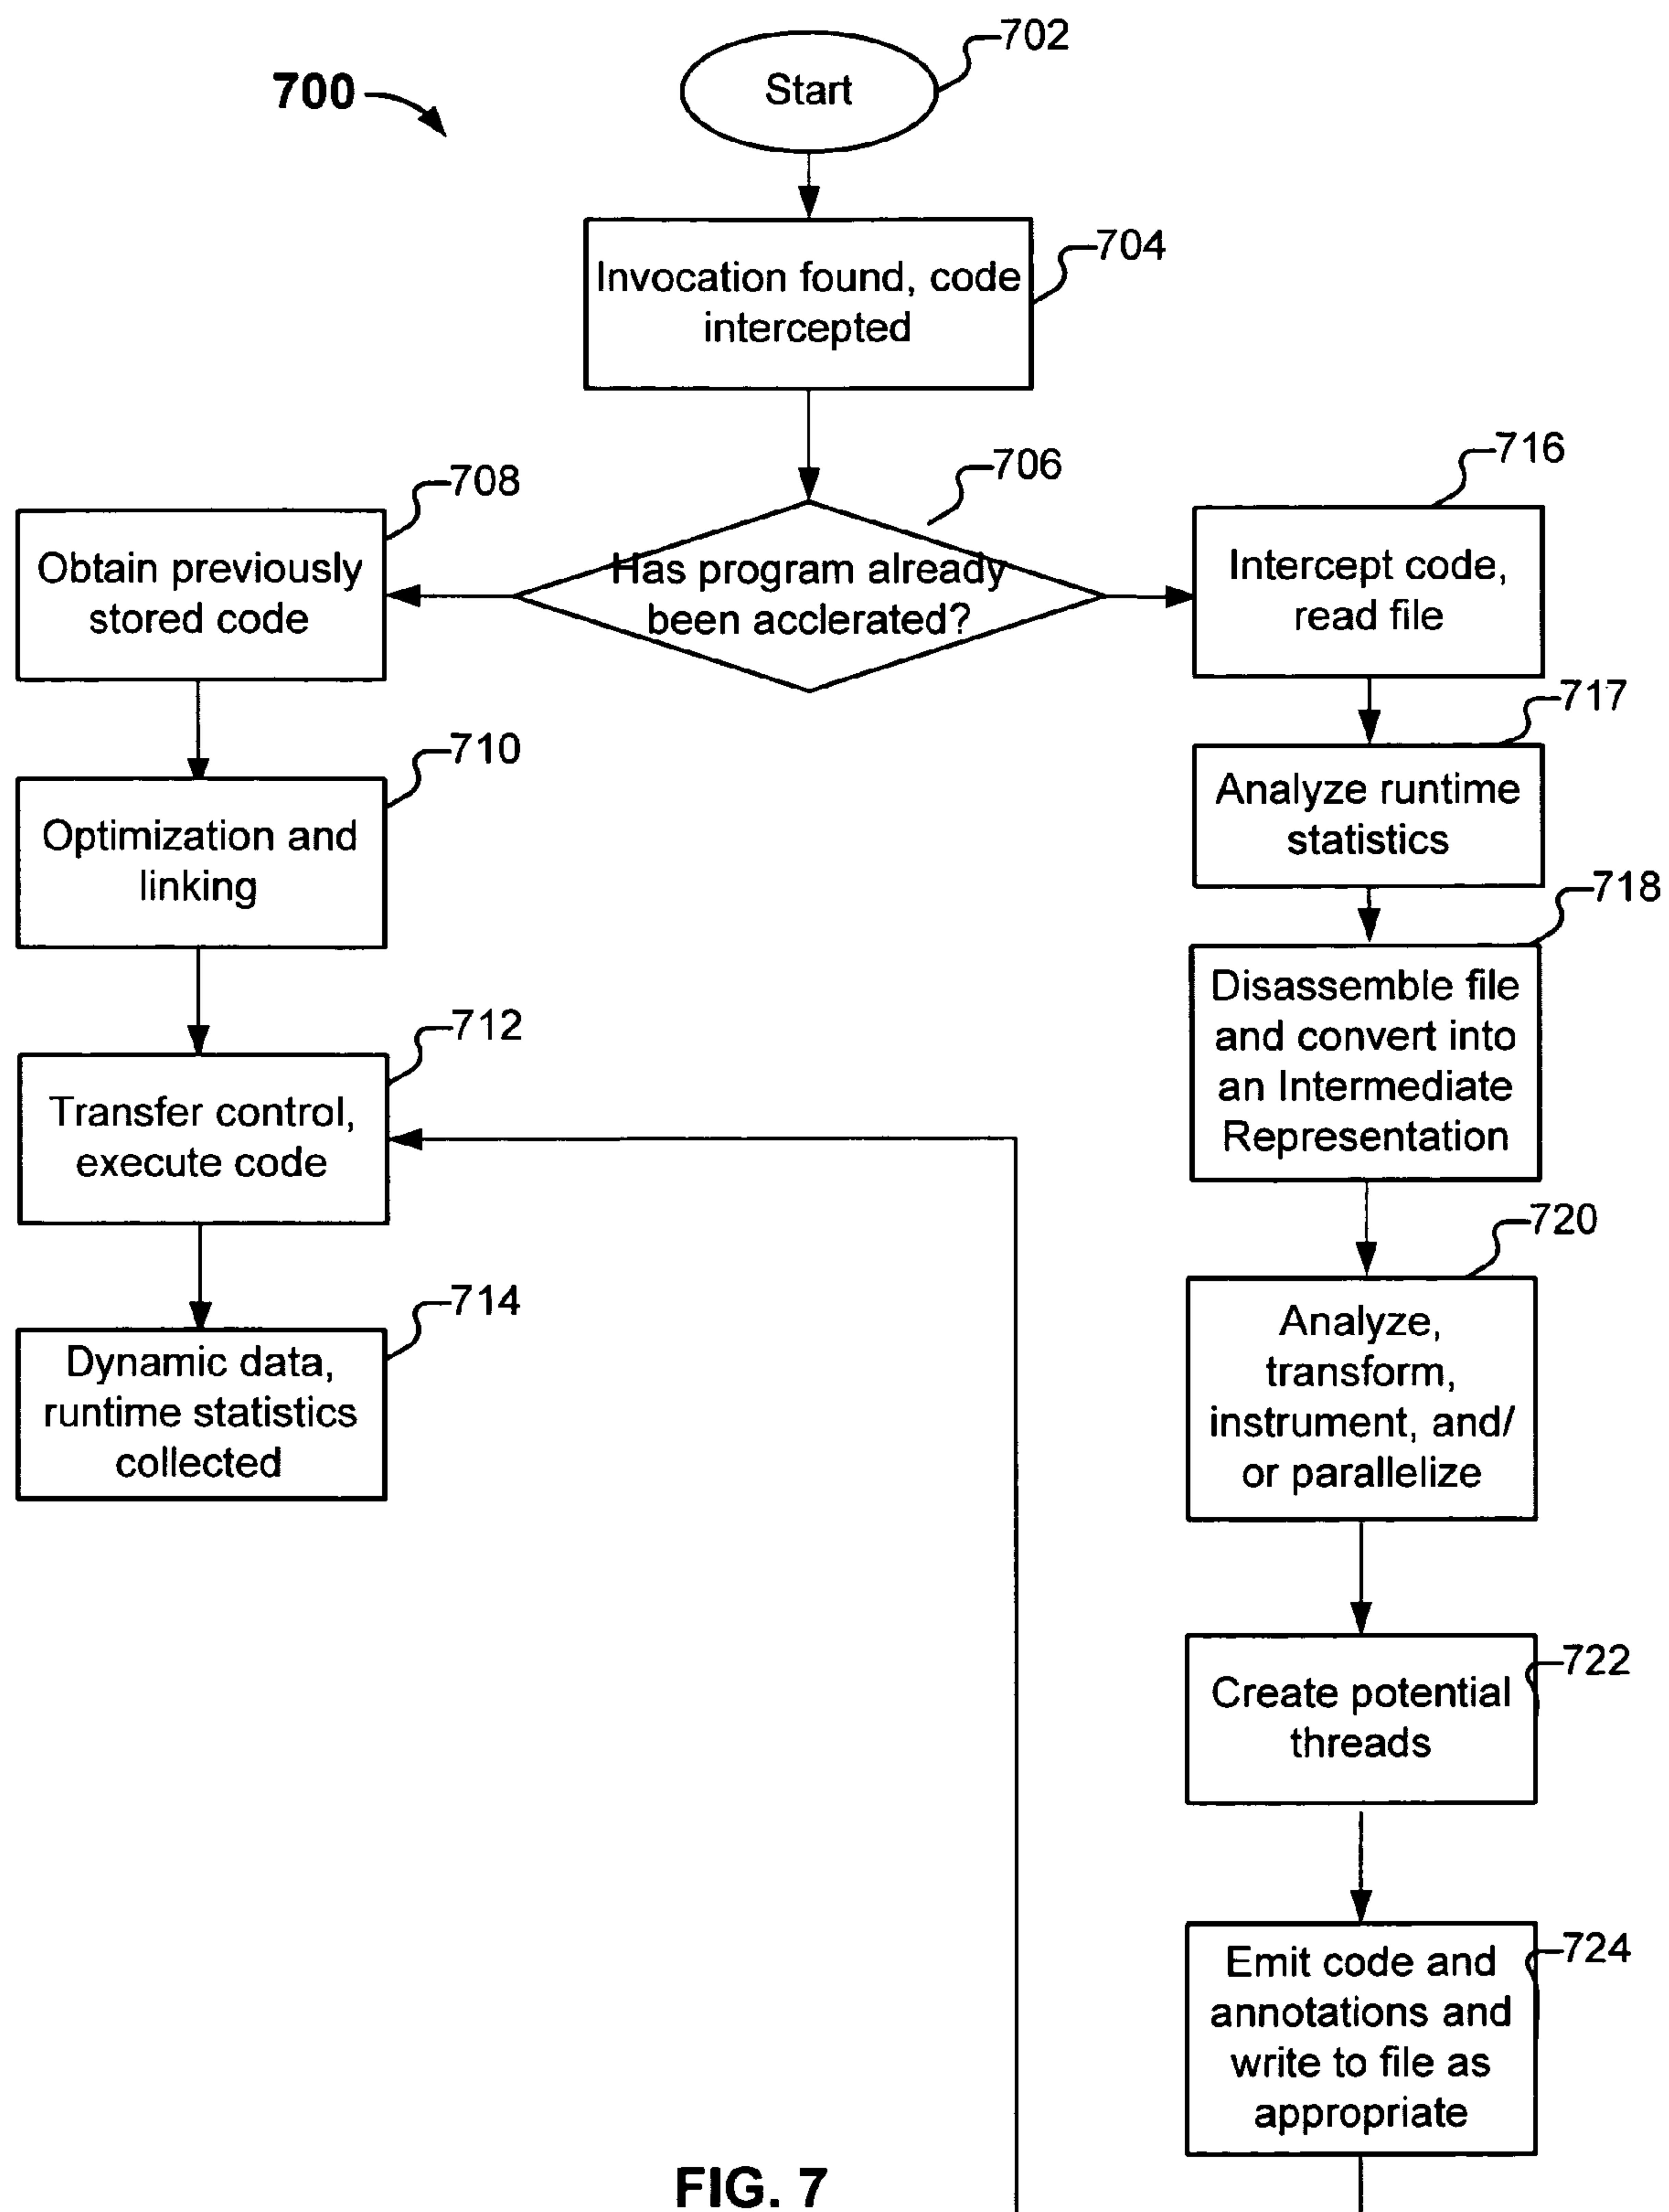 702
Start
700
704
Invocation found, code
intercepted
706
716
708
Has program already
been acclerated?
Obtain previously
stored code
Intercept code,
read file
717
710
Analyze runtime
statistics
Optimization and
linking
718
Disassemble file
and convert into
an Intermediate
Representation
712
Transfer control,
execute code
720
714
Analyze,
transform,
instrument, and/
or parallelize
Dynamic data,
runtime statistics
collected
722
Create potential
threads
724
Emit code and
annotations and
write to file as
appropriate
FIG. 7